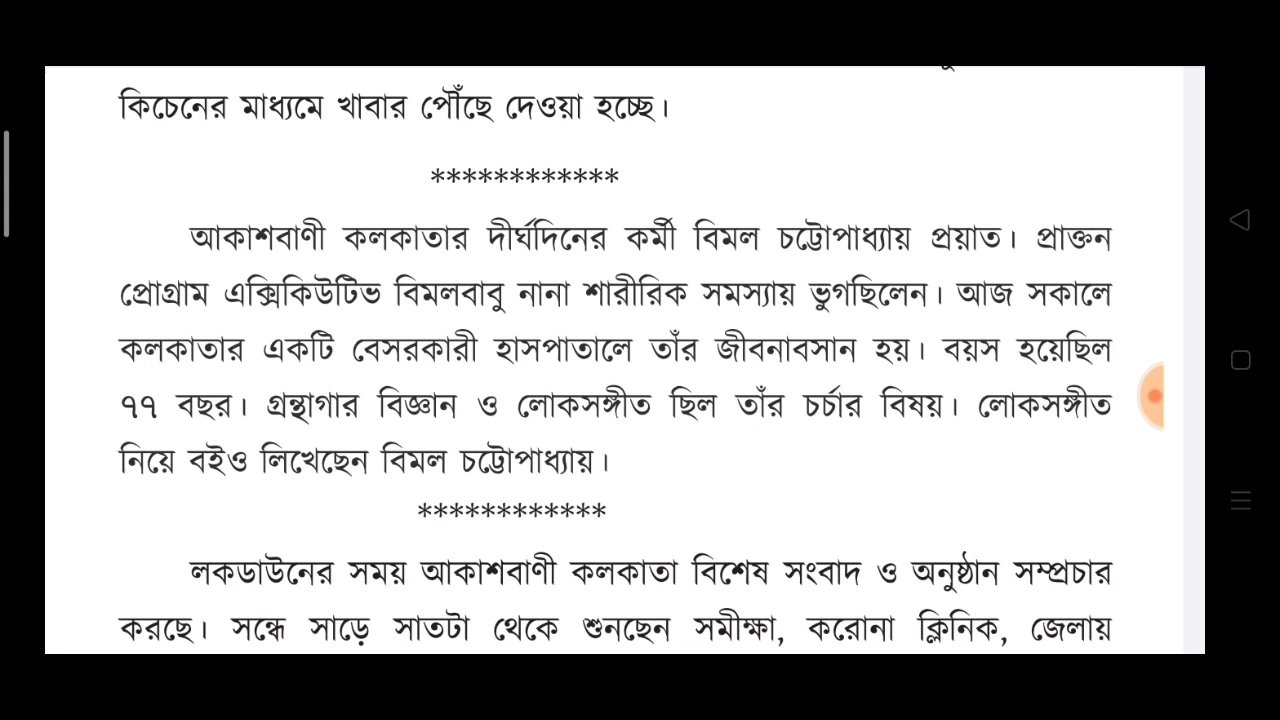 কিচেনের মাধ্যমে খাবার পৌঁছে দেওয়া হচ্ছে।
************
আকাশবাণী কলকাতার দীর্ঘদিনের কর্মী বিমল চট্টোপাধ্যায় প্রয়াত। প্রাক্তন
প্রোগ্রাম এক্সিকিউটিভ বিমলবাবু নানা শারীরিক সমস্যায় ভুগছিলেন। আজ সকালে
কলকাতার একটি বেসরকারী হাসপাতালে তাঁর জীবনাবসান হয়। বয়স হয়েছিল
৭৭ বছর। গ্রন্থাগার বিজ্ঞান ও লোকসঙ্গীত ছিল তাঁর চর্চার বিষয়। লোকসঙ্গীত
নিয়ে বইও লিখেছেন বিমল চট্টোপাধ্যায়।
************
লকডাউনের সময় আকাশবাণী কলকাতা বিশেষ সংবাদ ও অনুষ্ঠান সম্প্রচার
করছে। সন্ধে সাড়ে সাতটা থেকে শুনছেন সমীক্ষা, করোনা ক্লিনিক, জেলায়